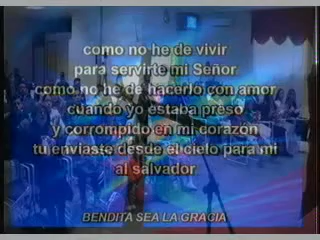 como no he de vivir
para servirte mi Señor
como no he de hacerlo con amor
cuando yo estaba preso
y corrompido en mi corazón
tu enviaste desde el cielo para mi
al salvador
BENDITA SEA LA GRACIA